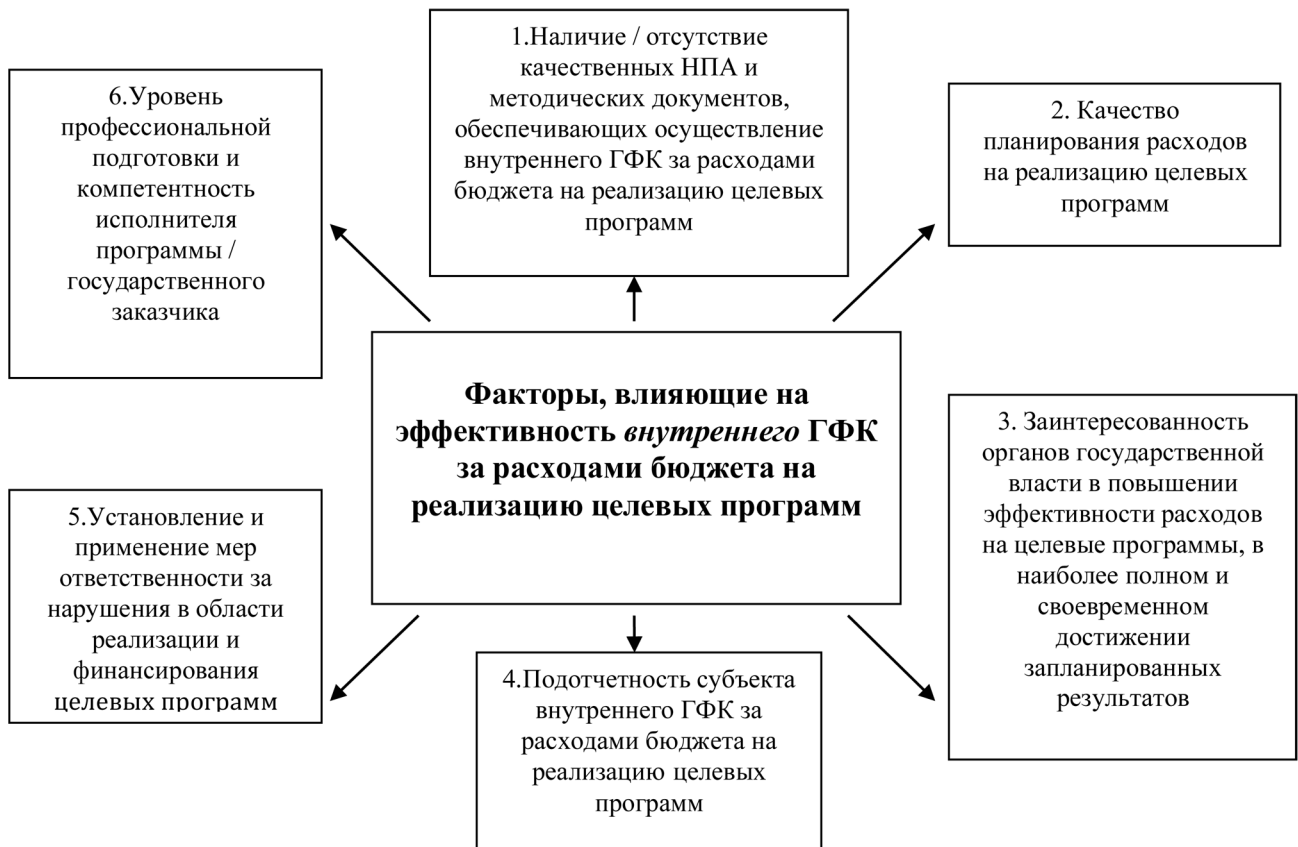 1.Наличие / отсутствие
качественных НПА и
методических документов,
обеспечивающих осуществление
внутреннего ГФК за расходами
бюджета на реализацию целевых
программ
2. Качество
планирования расходов
на реализацию целевых
программ
3. Заинтересованность
органов государственной
власти в повышении
эффективности расходов
на целевые программы, в
наиболее полном и
своевременном
достижении
запланированных
результатов
4.Подотчетность субъекта
внутреннего ГФК за
расходами бюджета на
реализацию целевых
программ
5.Установление и
применение мер
ответственности за
нарушения в области
реализации и
финансирования
целевых программ
6.Уровень
профессиональной
подготовки и
компетентность
исполнителя
программы /
государственного
заказчика
Факторы, влияющие на
эффективность внутреннего ГФК
за расходами бюджета на
реализацию целевых программ